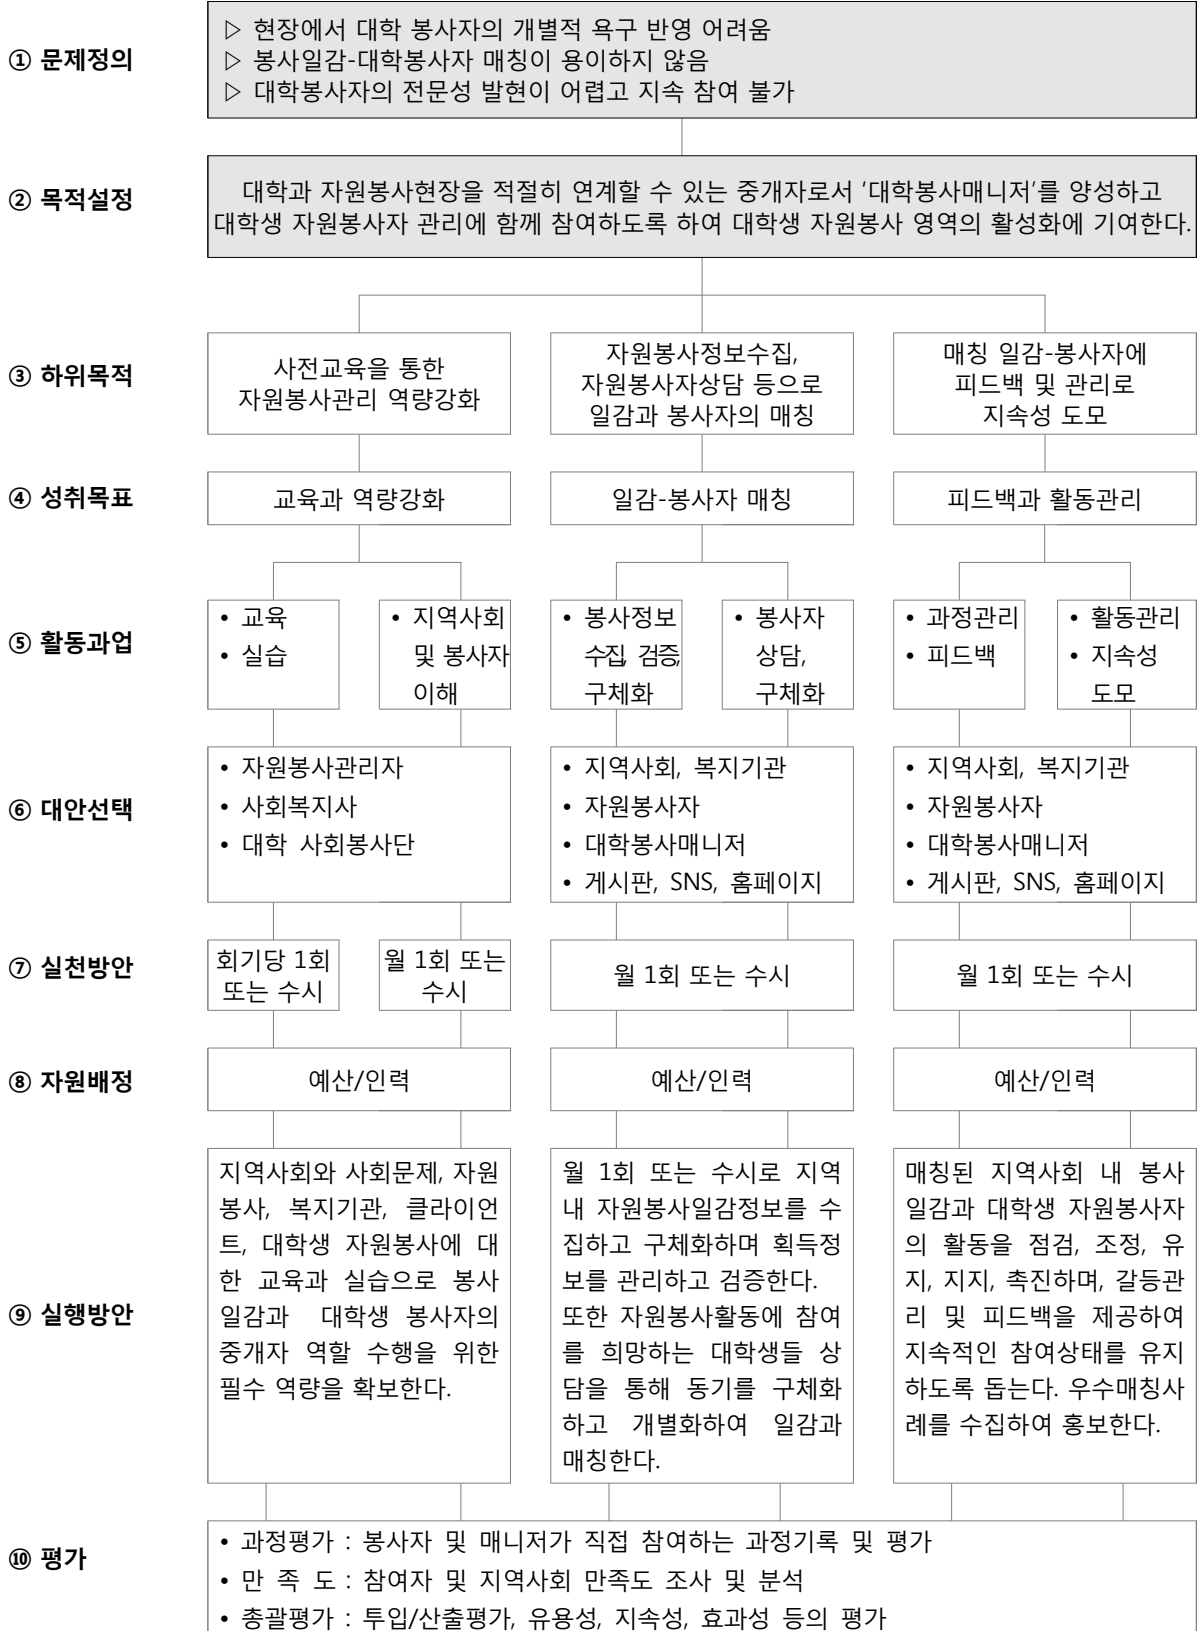 ① 문제정의
▷ 현장에서 대학 봉사자의 개별적 욕구 반영 어려움
▷ 봉사일감-대학봉사자 매칭이 용이하지 않음
▷ 대학봉사자의 전문성 발현이 어렵고 지속 참여 불가
② 목적설정
대학과 자원봉사현장을 적절히 연계할 수 있는 중개자로서 '대학봉사매니저'를 양성하고
대학생 자원봉사자 관리에 함께 참여하도록 하여 대학생 자원봉사 영역의 활성화에 기여한다.
③ 하위목적
사전교육을 통한
자원봉사관리 역량강화
자원봉사정보수집,
자원봉사자상담 등으로
일감과 봉사자의 매칭
매칭 일감-봉사자에
피드백 및 관리로
지속성 도모
④ 성취목표
교육과 역량강화
일감-봉사자 매칭
피드백과 활동관리
⑤ 활동과업
• 교육
• 실습
• 지역사회
및 봉사자
이해
• 봉사정보
수집, 검증,
구체화
• 봉사자
상담,
구체화
• 과정관리
• 피드백
• 활동관리
• 지속성
도모
⑥ 대안선택
• 자원봉사관리자
• 사회복지사
• 대학 사회봉사단
• 지역사회, 복지기관
• 자원봉사자
• 대학봉사매니저
• 게시판, SNS, 홈페이지
• 지역사회, 복지기관
• 자원봉사자
• 대학봉사매니저
• 게시판, SNS, 홈페이지
⑦ 실천방안
회기당 1회
또는 수시
월 1회 또는
수시
월 1회 또는 수시
월 1회 또는 수시
⑧ 자원배정
예산/인력
예산/인력
예산/인력
⑨ 실행방안
지역사회와 사회문제, 자원
봉사, 복지기관, 클라이언
트, 대학생 자원봉사에 대
한 교육과 실습으로 봉사
일감과 대학생 봉사자의
중개자 역할 수행을 위한
필수 역량을 확보한다.
월 1회 또는 수시로 지역
내 자원봉사일감정보를 수
집하고 구체화하며 획득정
보를 관리하고 검증한다.
또한 자원봉사활동에 참여
를 희망하는 대학생들 상
담을 통해 동기를 구체화
하고 개별화하여 일감과
매칭한다.
매칭된 지역사회 내 봉사
일감과 대학생 자원봉사자
의 활동을 점검, 조정, 유
지, 지지, 촉진하며, 갈등관
리 및 피드백을 제공하여
지속적인 참여상태를 유지
하도록 돕는다. 우수매칭사
례를 수집하여 홍보한다.
⑩ 평가
• 과정평가 : 봉사자 및 매니저가 직접 참여하는 과정기록 및 평가
• 만 족 도 : 참여자 및 지역사회 만족도 조사 및 분석
• 총괄평가 : 투입/산출평가, 유용성, 지속성, 효과성 등의 평가